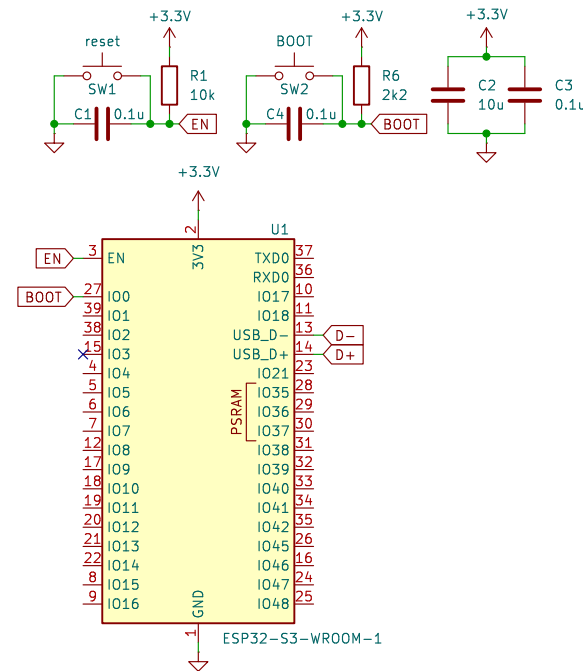 +3.3V
+3.3V
+3.3V
reset
BOOT
SW1
R1
10k
SW2
R6
2k2
C2
10u
C3
0.1u
C1
0.1u
EN
C4
0.1u
BOOT
+3.3V
U1
2
3V3
EN
3
EN
TXD0
37
RXD0
36
BOOT
27
IO0
IO17
10
39
IO1
IO18
11
38
IO2
USB_D-
13
D-
15
IO3
USB_D+
14
D+
4
IO4
IO21
23
5
IO5
IO35
28
6
IO6
IO36
29
7
IO7
IO37
30
PSRAM
12
IO8
IO38
31
17
IO9
IO39
32
18
IO10
IO40
33
19
IO11
IO41
34
20
IO12
IO42
35
21
IO13
IO45
26
22
IO14
IO46
16
8
IO15
IO47
24
9
IO16
IO48
25
GND
1
ESP32-S3-WROOM-1